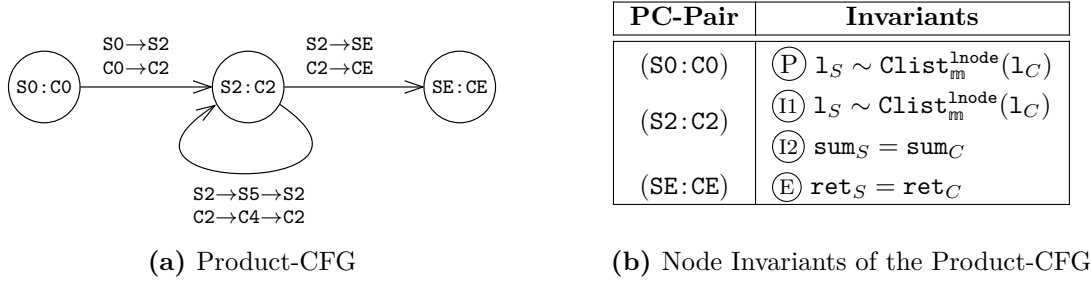 S0→S2
C0→C2
S2→SE
C2→CE
S0:C0
S2:C2
SE:CE
S2→S5→S2
C2→C4→C2
(a) Product-CFG
PC-Pair Invariants
(S0:C0) Ⓟ l_S ∼ Clist_𝕞^lnode(l_C)
(S2:C2) (I1) l_S ∼ Clist_𝕞^lnode(l_C)
(I2) sum_S = sum_C
(SE:CE) Ⓔ ret_S = ret_C
(b) Node Invariants of the Product-CFG